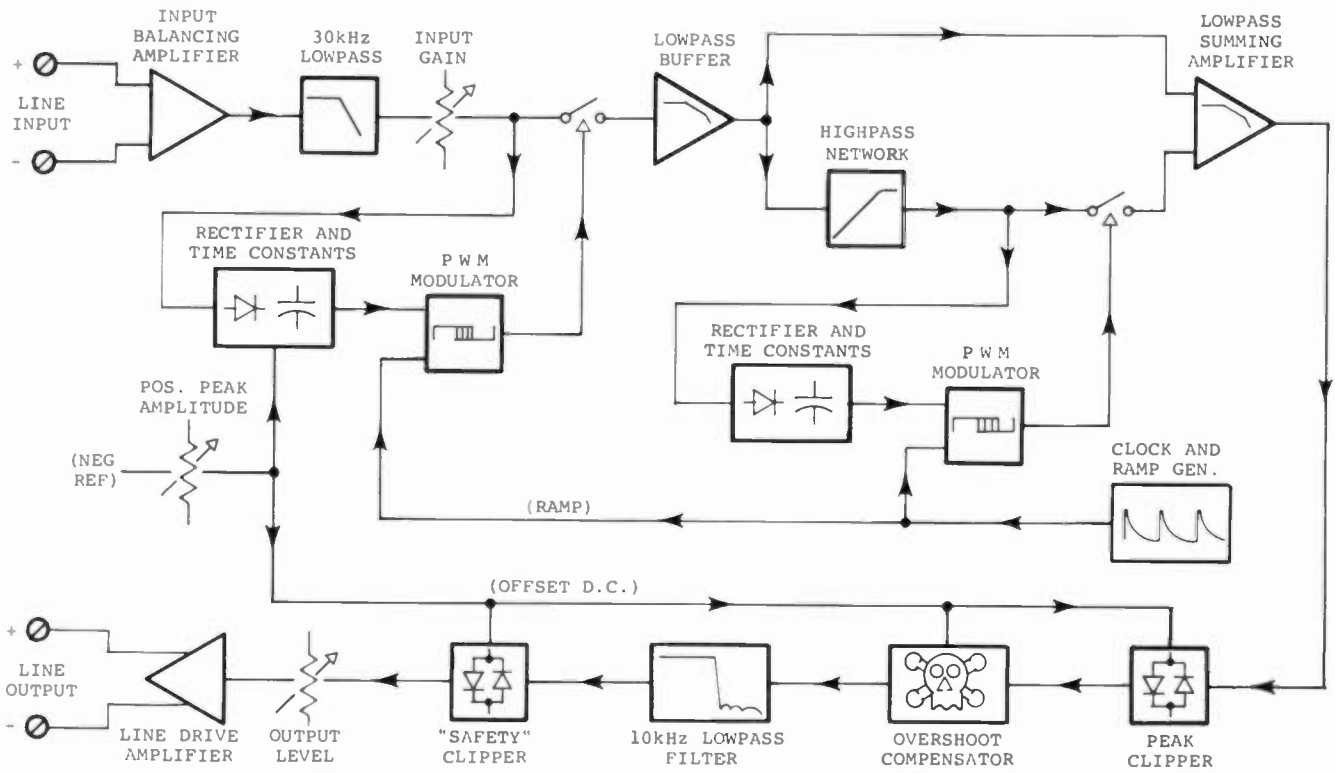 INPUT
BALANCING
AMPLIFIER
30kHz
LOWPASS
INPUT
GAIN
LOWPASS
BUFFER
LOWPASS
SUMMING
AMPLIFIER
+
LINE
INPUT
-
HIGHPASS
NETWORK
RECTIFIER AND
TIME CONSTANTS
PWM
MODULATOR
RECTIFIER AND
TIME CONSTANTS
PWM
MODULATOR
POS. PEAK
AMPLITUDE
(NEG
REF)
CLOCK AND
RAMP GEN.
(RAMP)
(OFFSET D.C.)
+
LINE
OUTPUT
-
LINE DRIVE
AMPLIFIER
OUTPUT
LEVEL
"SAFETY"
CLIPPER
10kHz LOWPASS
FILTER
OVERSHOOT
COMPENSATOR
PEAK
CLIPPER